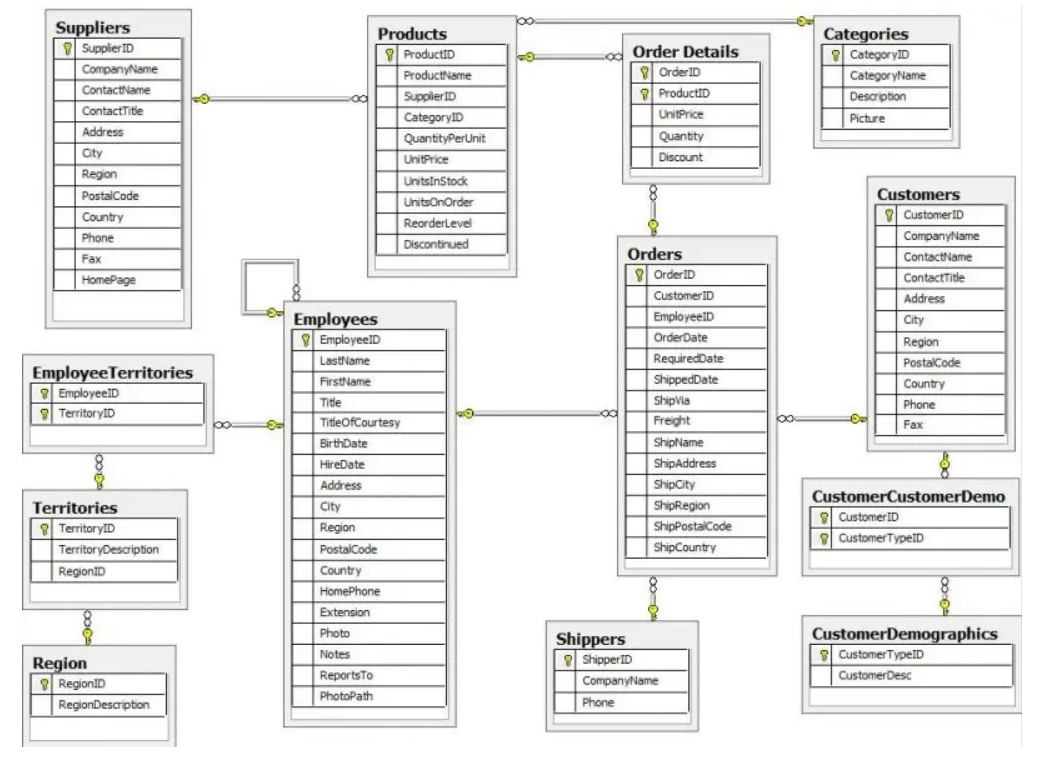 Suppliers
SupplierID
CompanyName
ContactName
ContactTitle
Address
City
Region
PostalCode
Country
Phone
Fax
HomePage
Products
ProductID
ProductName
SupplierID
CategoryID
QuantityPerUnit
UnitPrice
UnitsInStock
UnitsOnOrder
ReorderLevel
Discontinued
Order Details
OrderID
ProductID
UnitPrice
Quantity
Discount
Categories
CategoryID
CategoryName
Description
Picture
Customers
CustomerID
CompanyName
ContactName
ContactTitle
Address
City
Region
PostalCode
Country
Phone
Fax
Orders
OrderID
CustomerID
EmployeeID
OrderDate
RequiredDate
ShippedDate
ShipVia
Freight
ShipName
ShipAddress
ShipCity
ShipRegion
ShipPostalCode
ShipCountry
Employees
EmployeeID
LastName
FirstName
Title
TitleOfCourtesy
BirthDate
HireDate
Address
City
Region
PostalCode
Country
HomePhone
Extension
Photo
Notes
ReportsTo
PhotoPath
EmployeeTerritories
EmployeeID
TerritoryID
Territories
TerritoryID
TerritoryDescription
RegionID
Region
RegionID
RegionDescription
Shippers
ShipperID
CompanyName
Phone
CustomerCustomerDemo
CustomerID
CustomerTypeID
CustomerDemographics
CustomerTypeID
CustomerDesc